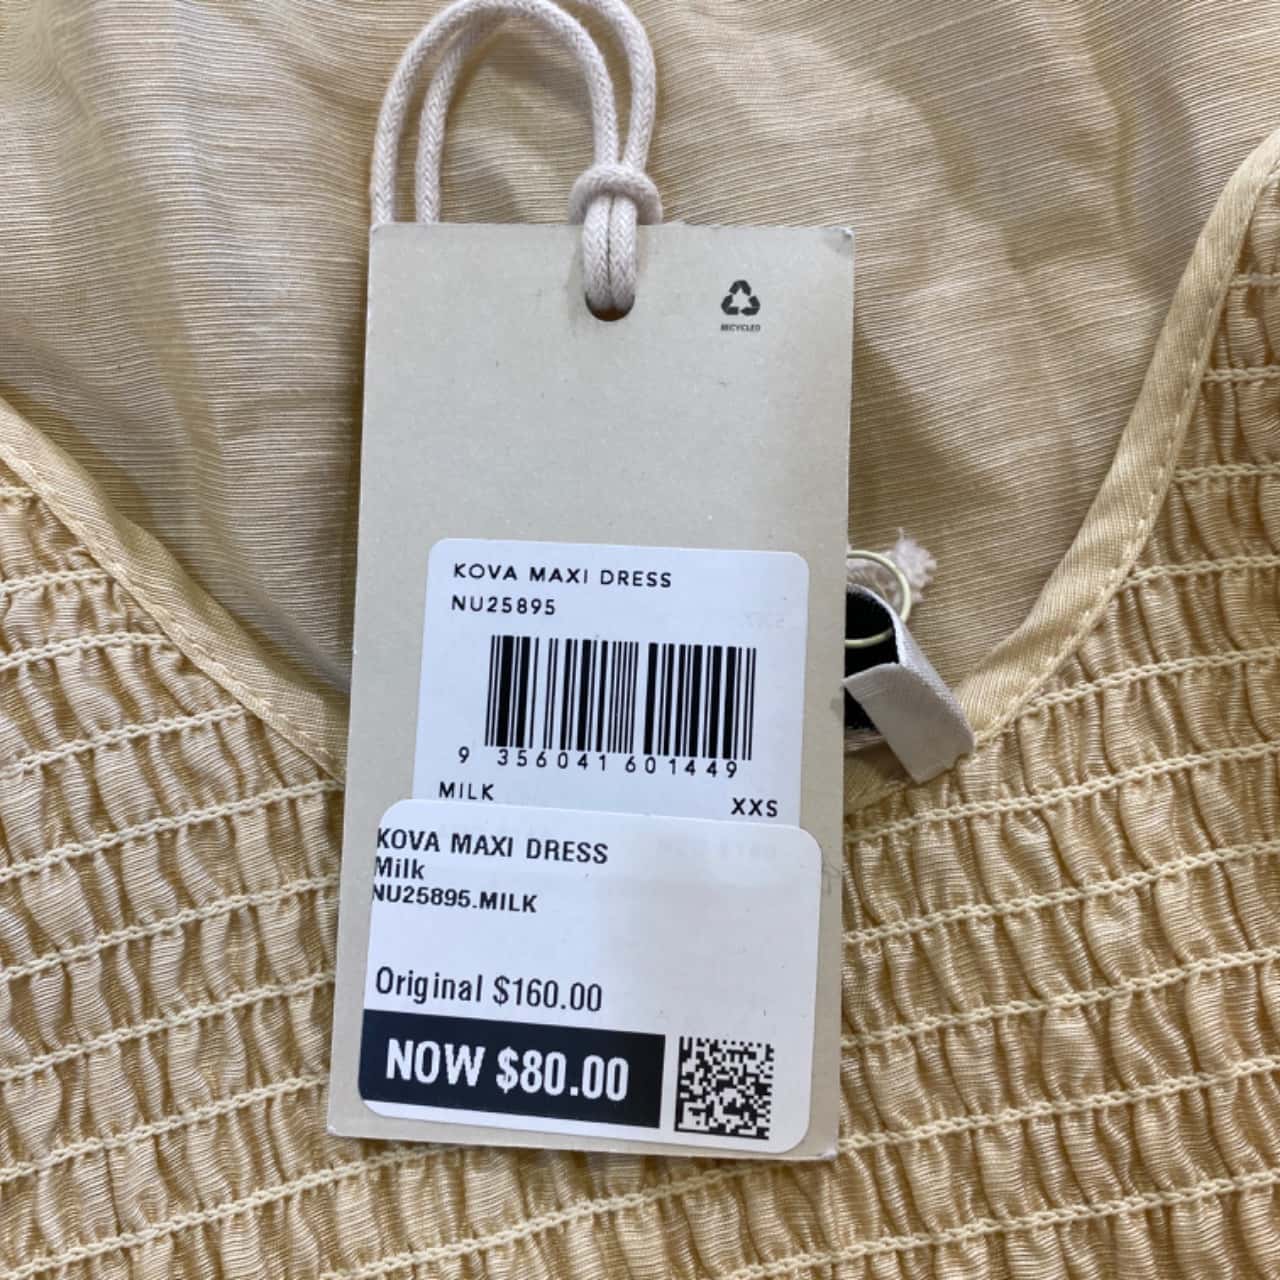 RECYCLED
KOVA MAXI DRESS
NU25895
9 356041 601449
MILK
XXS
KOVA MAXI DRESS
Milk
NU25895.MILK
Original $160.00
NOW $80.00